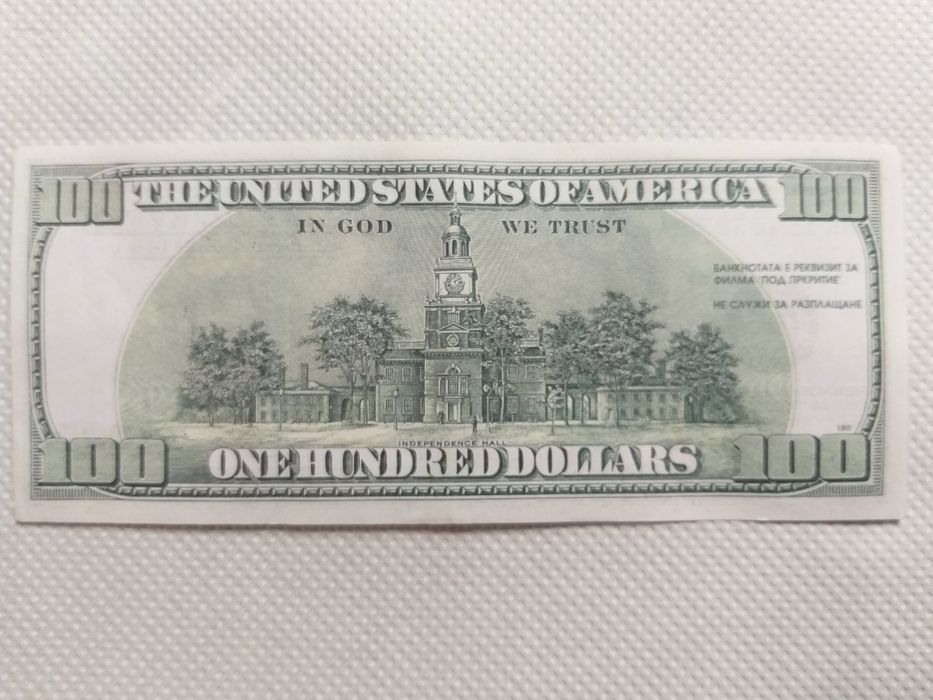 100 THE UNITED STATES OF AMERICA 100
IN GOD WE TRUST
БАНКНОТАТА Е РЕКВИЗИТ ЗА
ФИЛМА "ПОД ПРКРИТИЕ"
НЕ СЛУЖИ ЗА РАЗПЛАЩАНЕ
INDEPENDENCE HALL
100 ONE HUNDRED DOLLARS 100